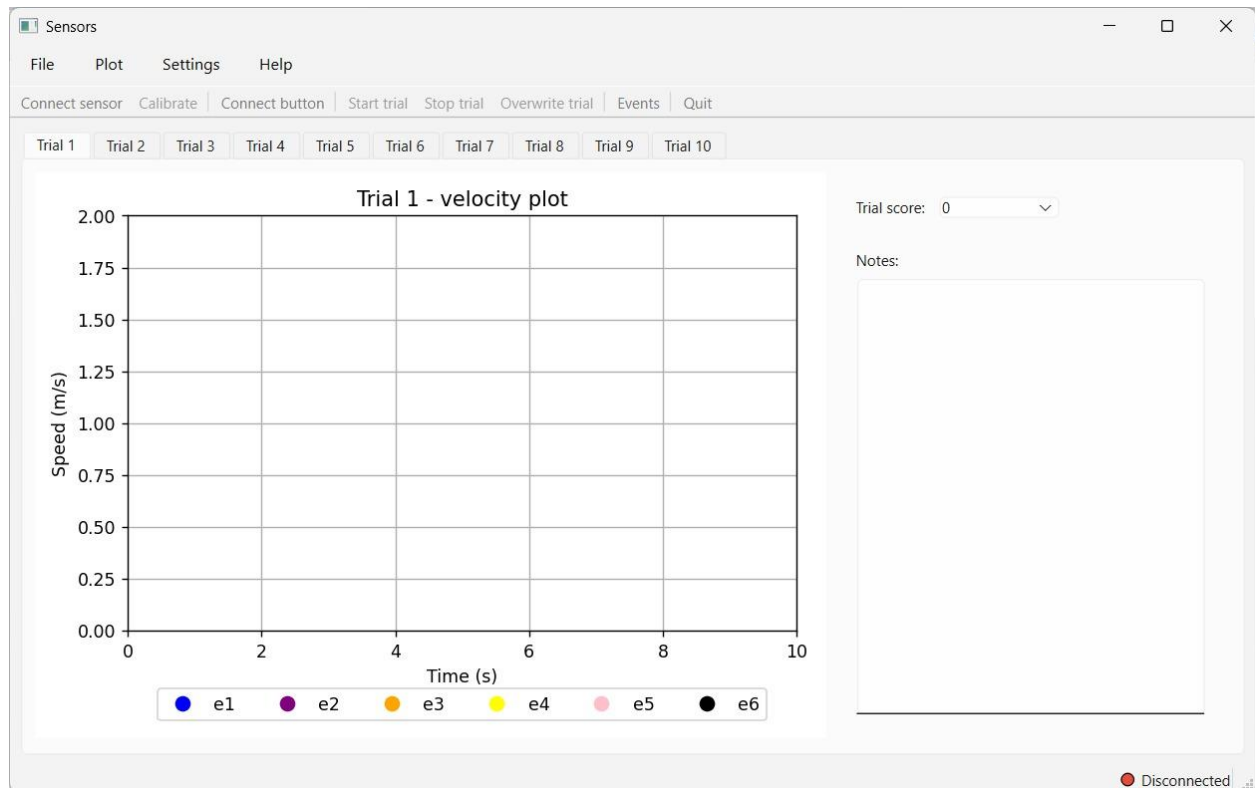 Sensors
File Plot Settings Help
Connect sensor Calibrate Connect button Start trial Stop trial Overwrite trial Events Quit
Trial 1 Trial 2 Trial 3 Trial 4 Trial 5 Trial 6 Trial 7 Trial 8 Trial 9 Trial 10
Trial 1 - velocity plot
2.00
1.75
1.50
1.25
1.00
0.75
0.50
0.25
0.00
Speed (m/s)
0 2 4 6 8 10
Time (s)
e1 e2 e3 e4 e5 e6
Trial score: 0
Notes:
Disconnected